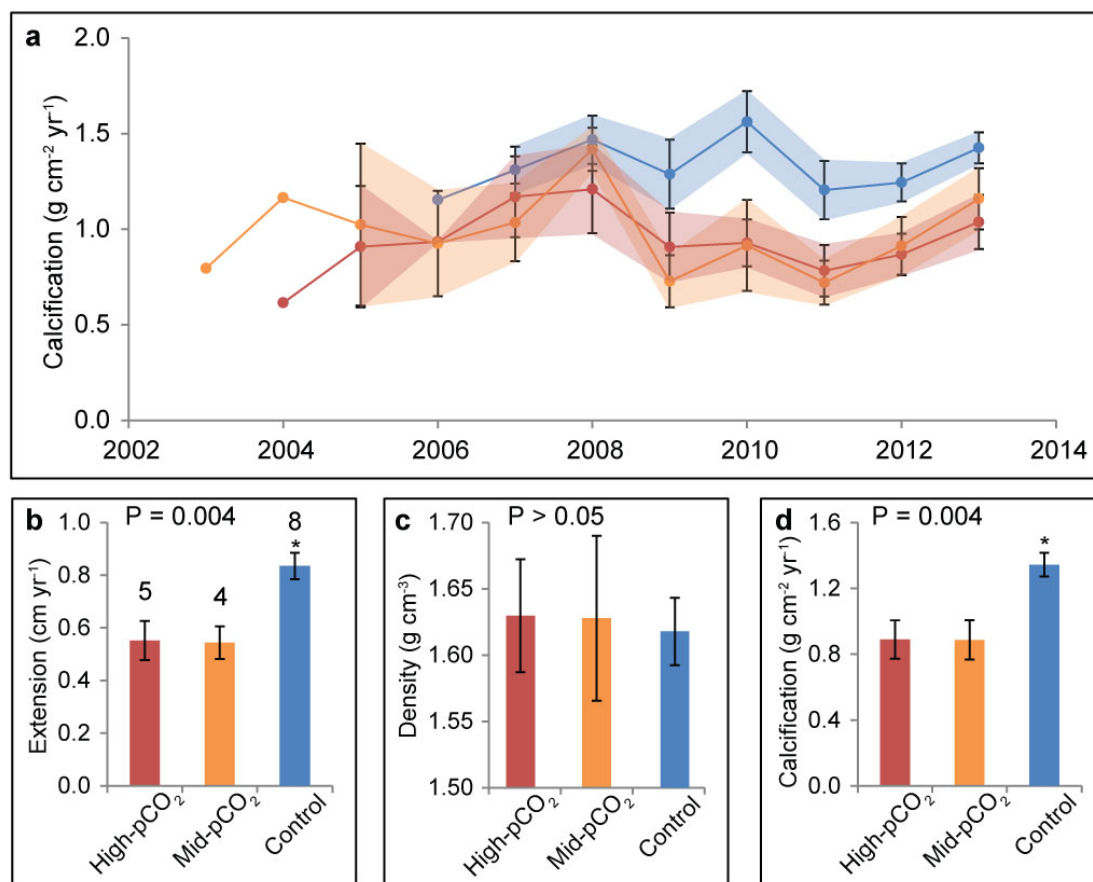 a
Calcification (g cm⁻² yr⁻¹)
2.0
1.5
1.0
0.5
0.0
2002 2004 2006 2008 2010 2012 2014
b
P = 0.004
Extension (cm yr⁻¹)
1.0
0.8
0.6
0.4
0.2
0.0
5 4 8
*
High-pCO₂ Mid-pCO₂ Control
c
P > 0.05
Density (g cm⁻³)
1.70
1.65
1.60
1.55
1.50
High-pCO₂ Mid-pCO₂ Control
d
P = 0.004
Calcification (g cm⁻² yr⁻¹)
1.6
1.2
0.8
0.4
0.0
*
High-pCO₂ Mid-pCO₂ Control